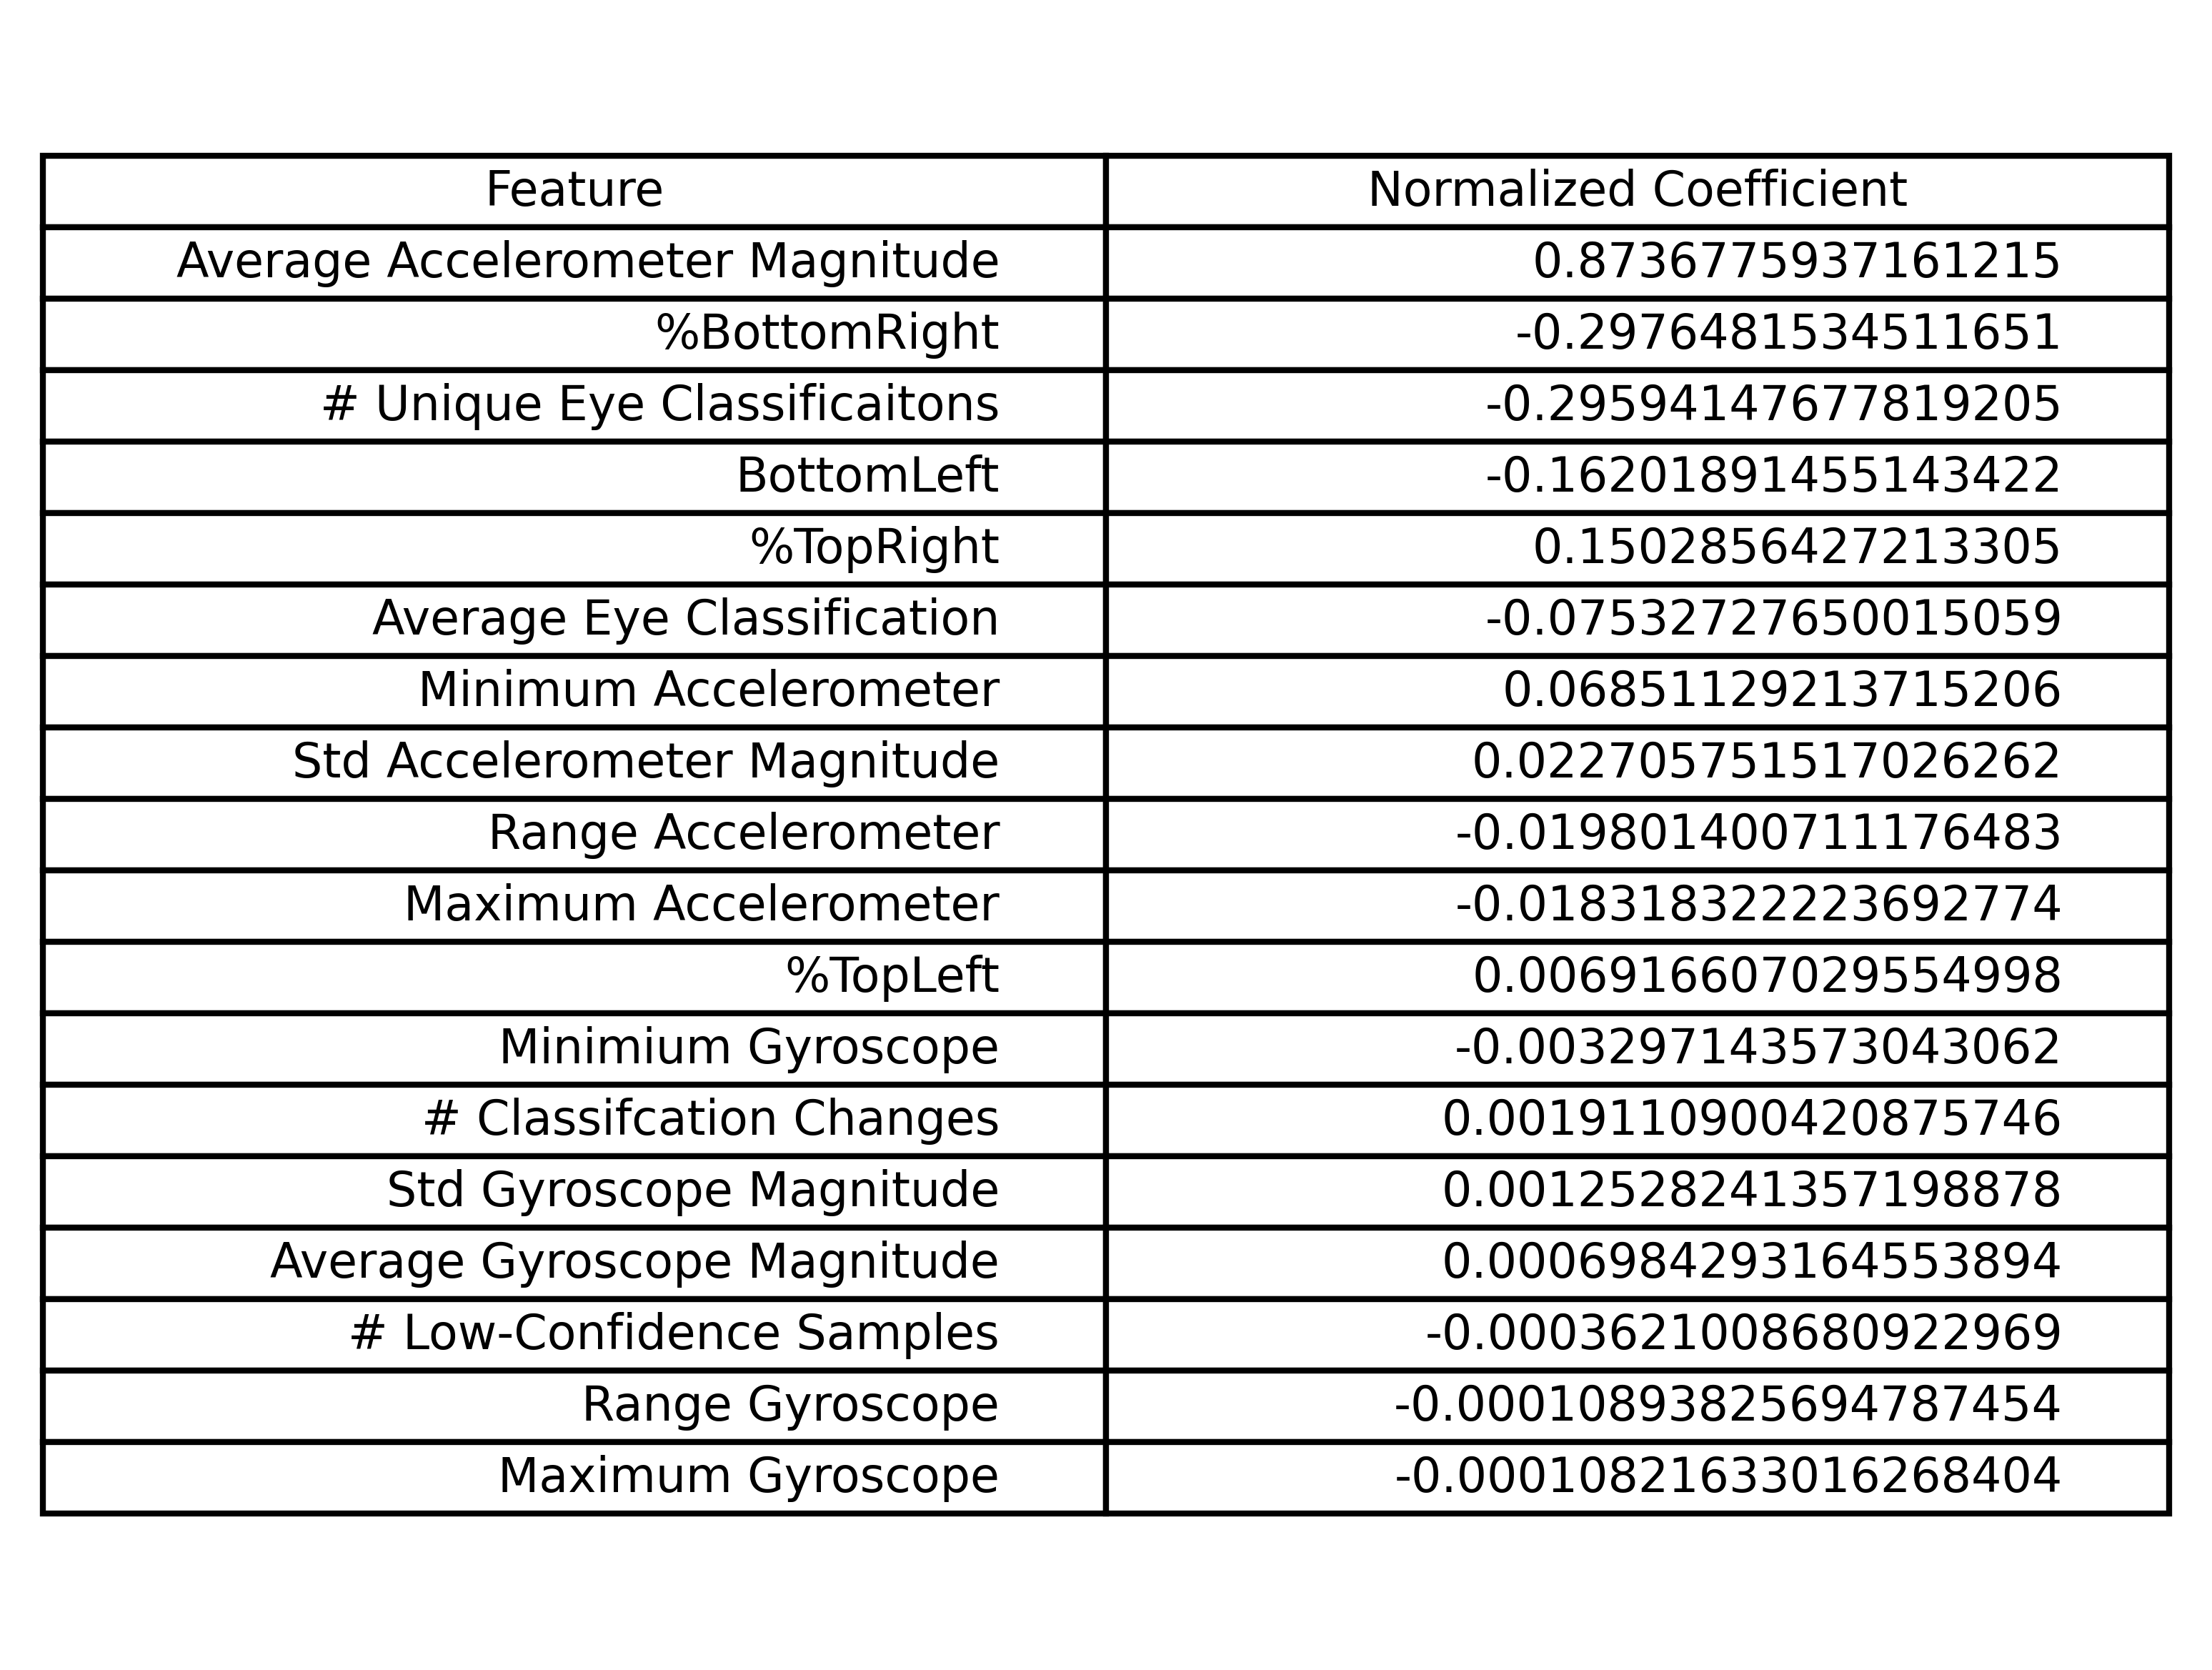 Feature Normalized Coefficient
Average Accelerometer Magnitude 0.8736775937161215
%BottomRight -0.2976481534511651
# Unique Eye Classificaitons -0.29594147677819205
BottomLeft -0.16201891455143422
%TopRight 0.1502856427213305
Average Eye Classification -0.07532727650015059
Minimum Accelerometer 0.06851129213715206
Std Accelerometer Magnitude 0.022705751517026262
Range Accelerometer -0.019801400711176483
Maximum Accelerometer -0.018318322223692774
%TopLeft 0.006916607029554998
Minimium Gyroscope -0.003297143573043062
# Classifcation Changes 0.0019110900420875746
Std Gyroscope Magnitude 0.0012528241357198878
Average Gyroscope Magnitude 0.0006984293164553894
# Low-Confidence Samples -0.0003621008680922969
Range Gyroscope -0.00010893825694787454
Maximum Gyroscope -0.00010821633016268404